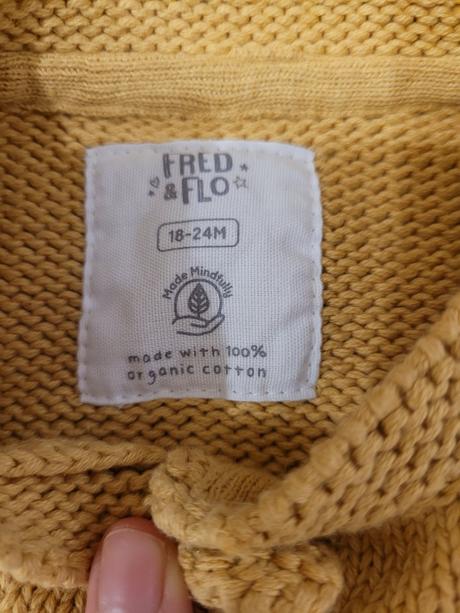 FRED
& FLO
18-24M
Made Mindfully
made with 100%
organic cotton